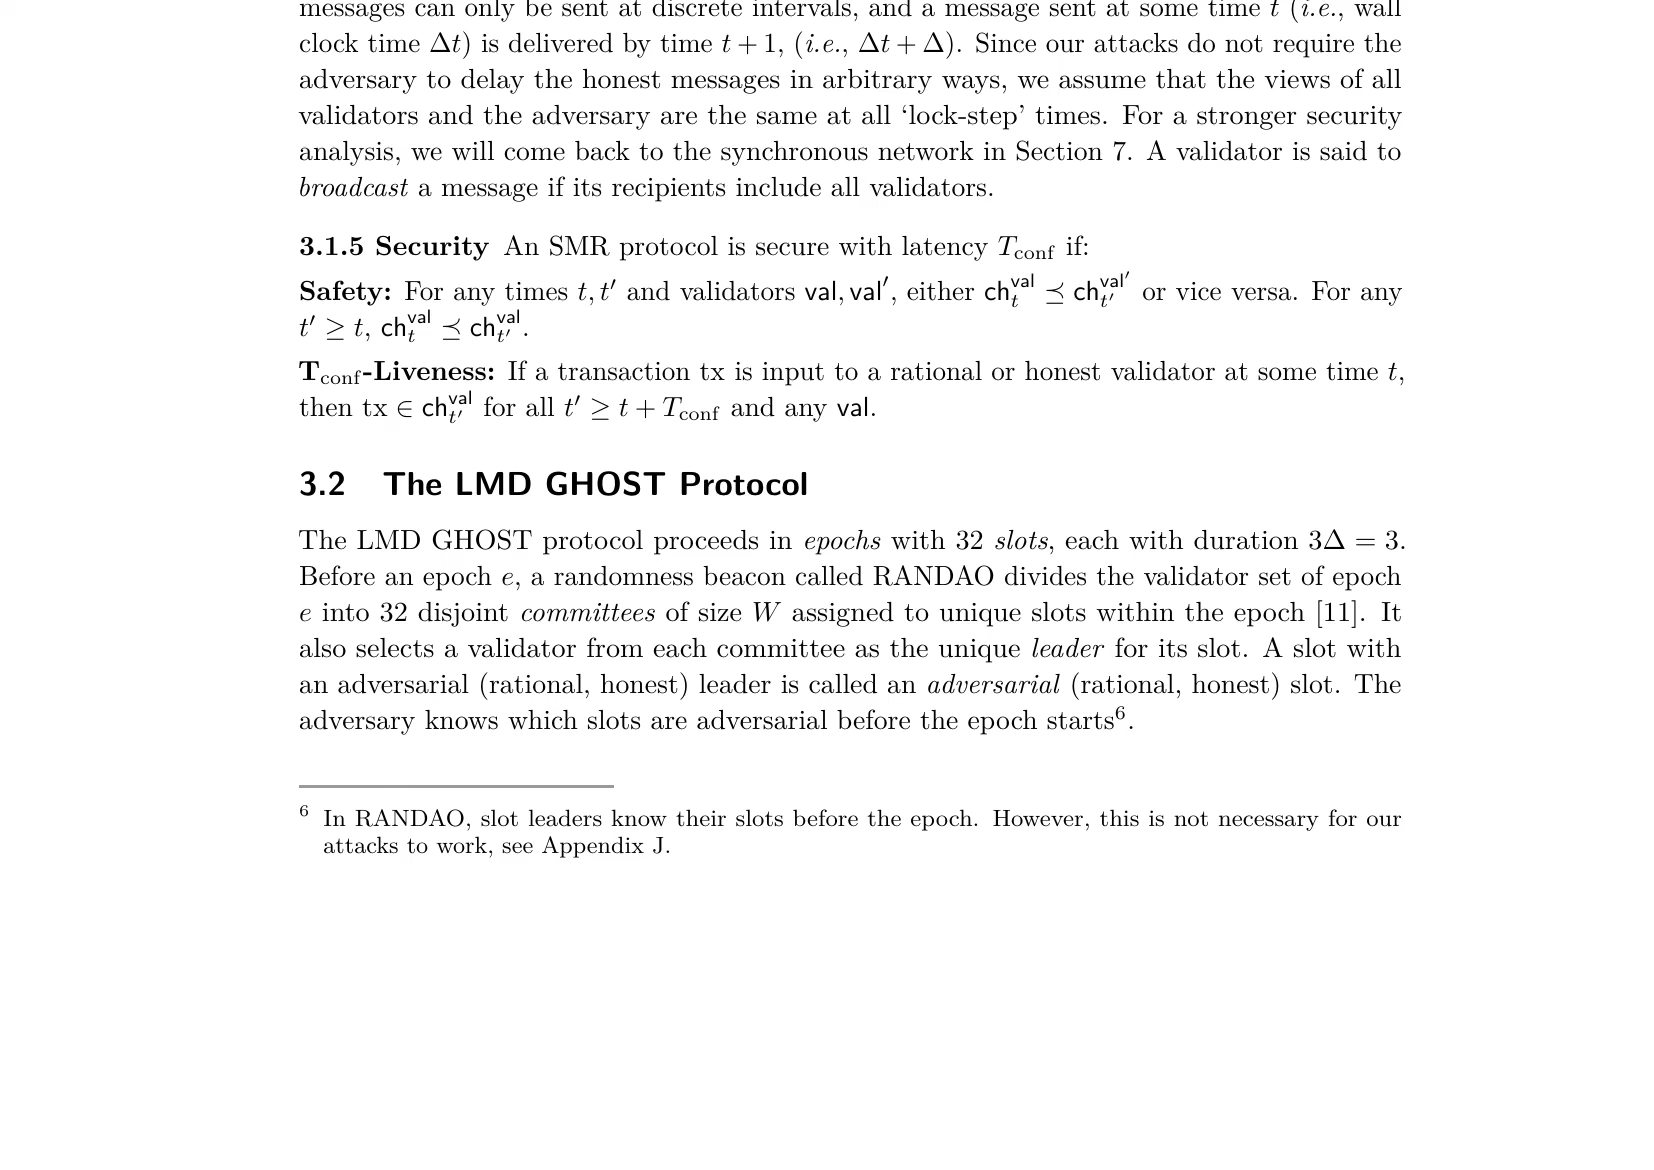 messages can only be sent at discrete intervals, and a message sent at some time t (i.e., wall
clock time Δt) is delivered by time t + 1, (i.e., Δt + Δ). Since our attacks do not require the
adversary to delay the honest messages in arbitrary ways, we assume that the views of all
validators and the adversary are the same at all ‘lock-step’ times. For a stronger security
analysis, we will come back to the synchronous network in Section 7. A validator is said to
broadcast a message if its recipients include all validators.
3.1.5 Security An SMR protocol is secure with latency T_conf if:
Safety: For any times t, t′ and validators val, val′, either ch_t^val ⪯ ch_t′^val′ or vice versa. For any
t′ ≥ t, ch_t^val ⪯ ch_t′^val.
T_conf-Liveness: If a transaction tx is input to a rational or honest validator at some time t,
then tx ∈ ch_t′^val for all t′ ≥ t + T_conf and any val.
3.2 The LMD GHOST Protocol
The LMD GHOST protocol proceeds in epochs with 32 slots, each with duration 3Δ = 3.
Before an epoch e, a randomness beacon called RANDAO divides the validator set of epoch
e into 32 disjoint committees of size W assigned to unique slots within the epoch [11]. It
also selects a validator from each committee as the unique leader for its slot. A slot with
an adversarial (rational, honest) leader is called an adversarial (rational, honest) slot. The
adversary knows which slots are adversarial before the epoch starts⁶.
⁶ In RANDAO, slot leaders know their slots before the epoch. However, this is not necessary for our
attacks to work, see Appendix J.